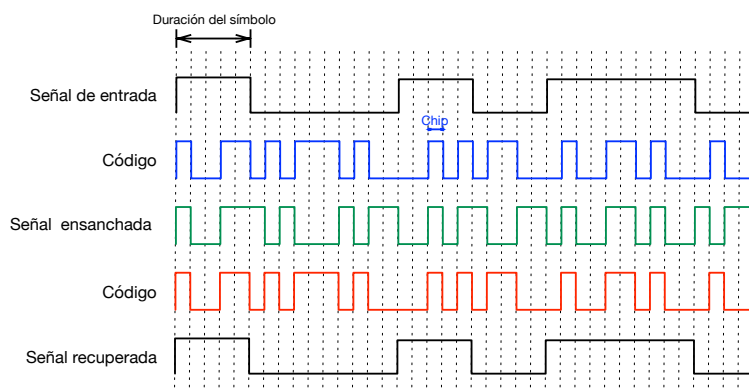 Duración del símbolo
Señal de entrada
Chip
Código
Señal ensanchada
Código
Señal recuperada